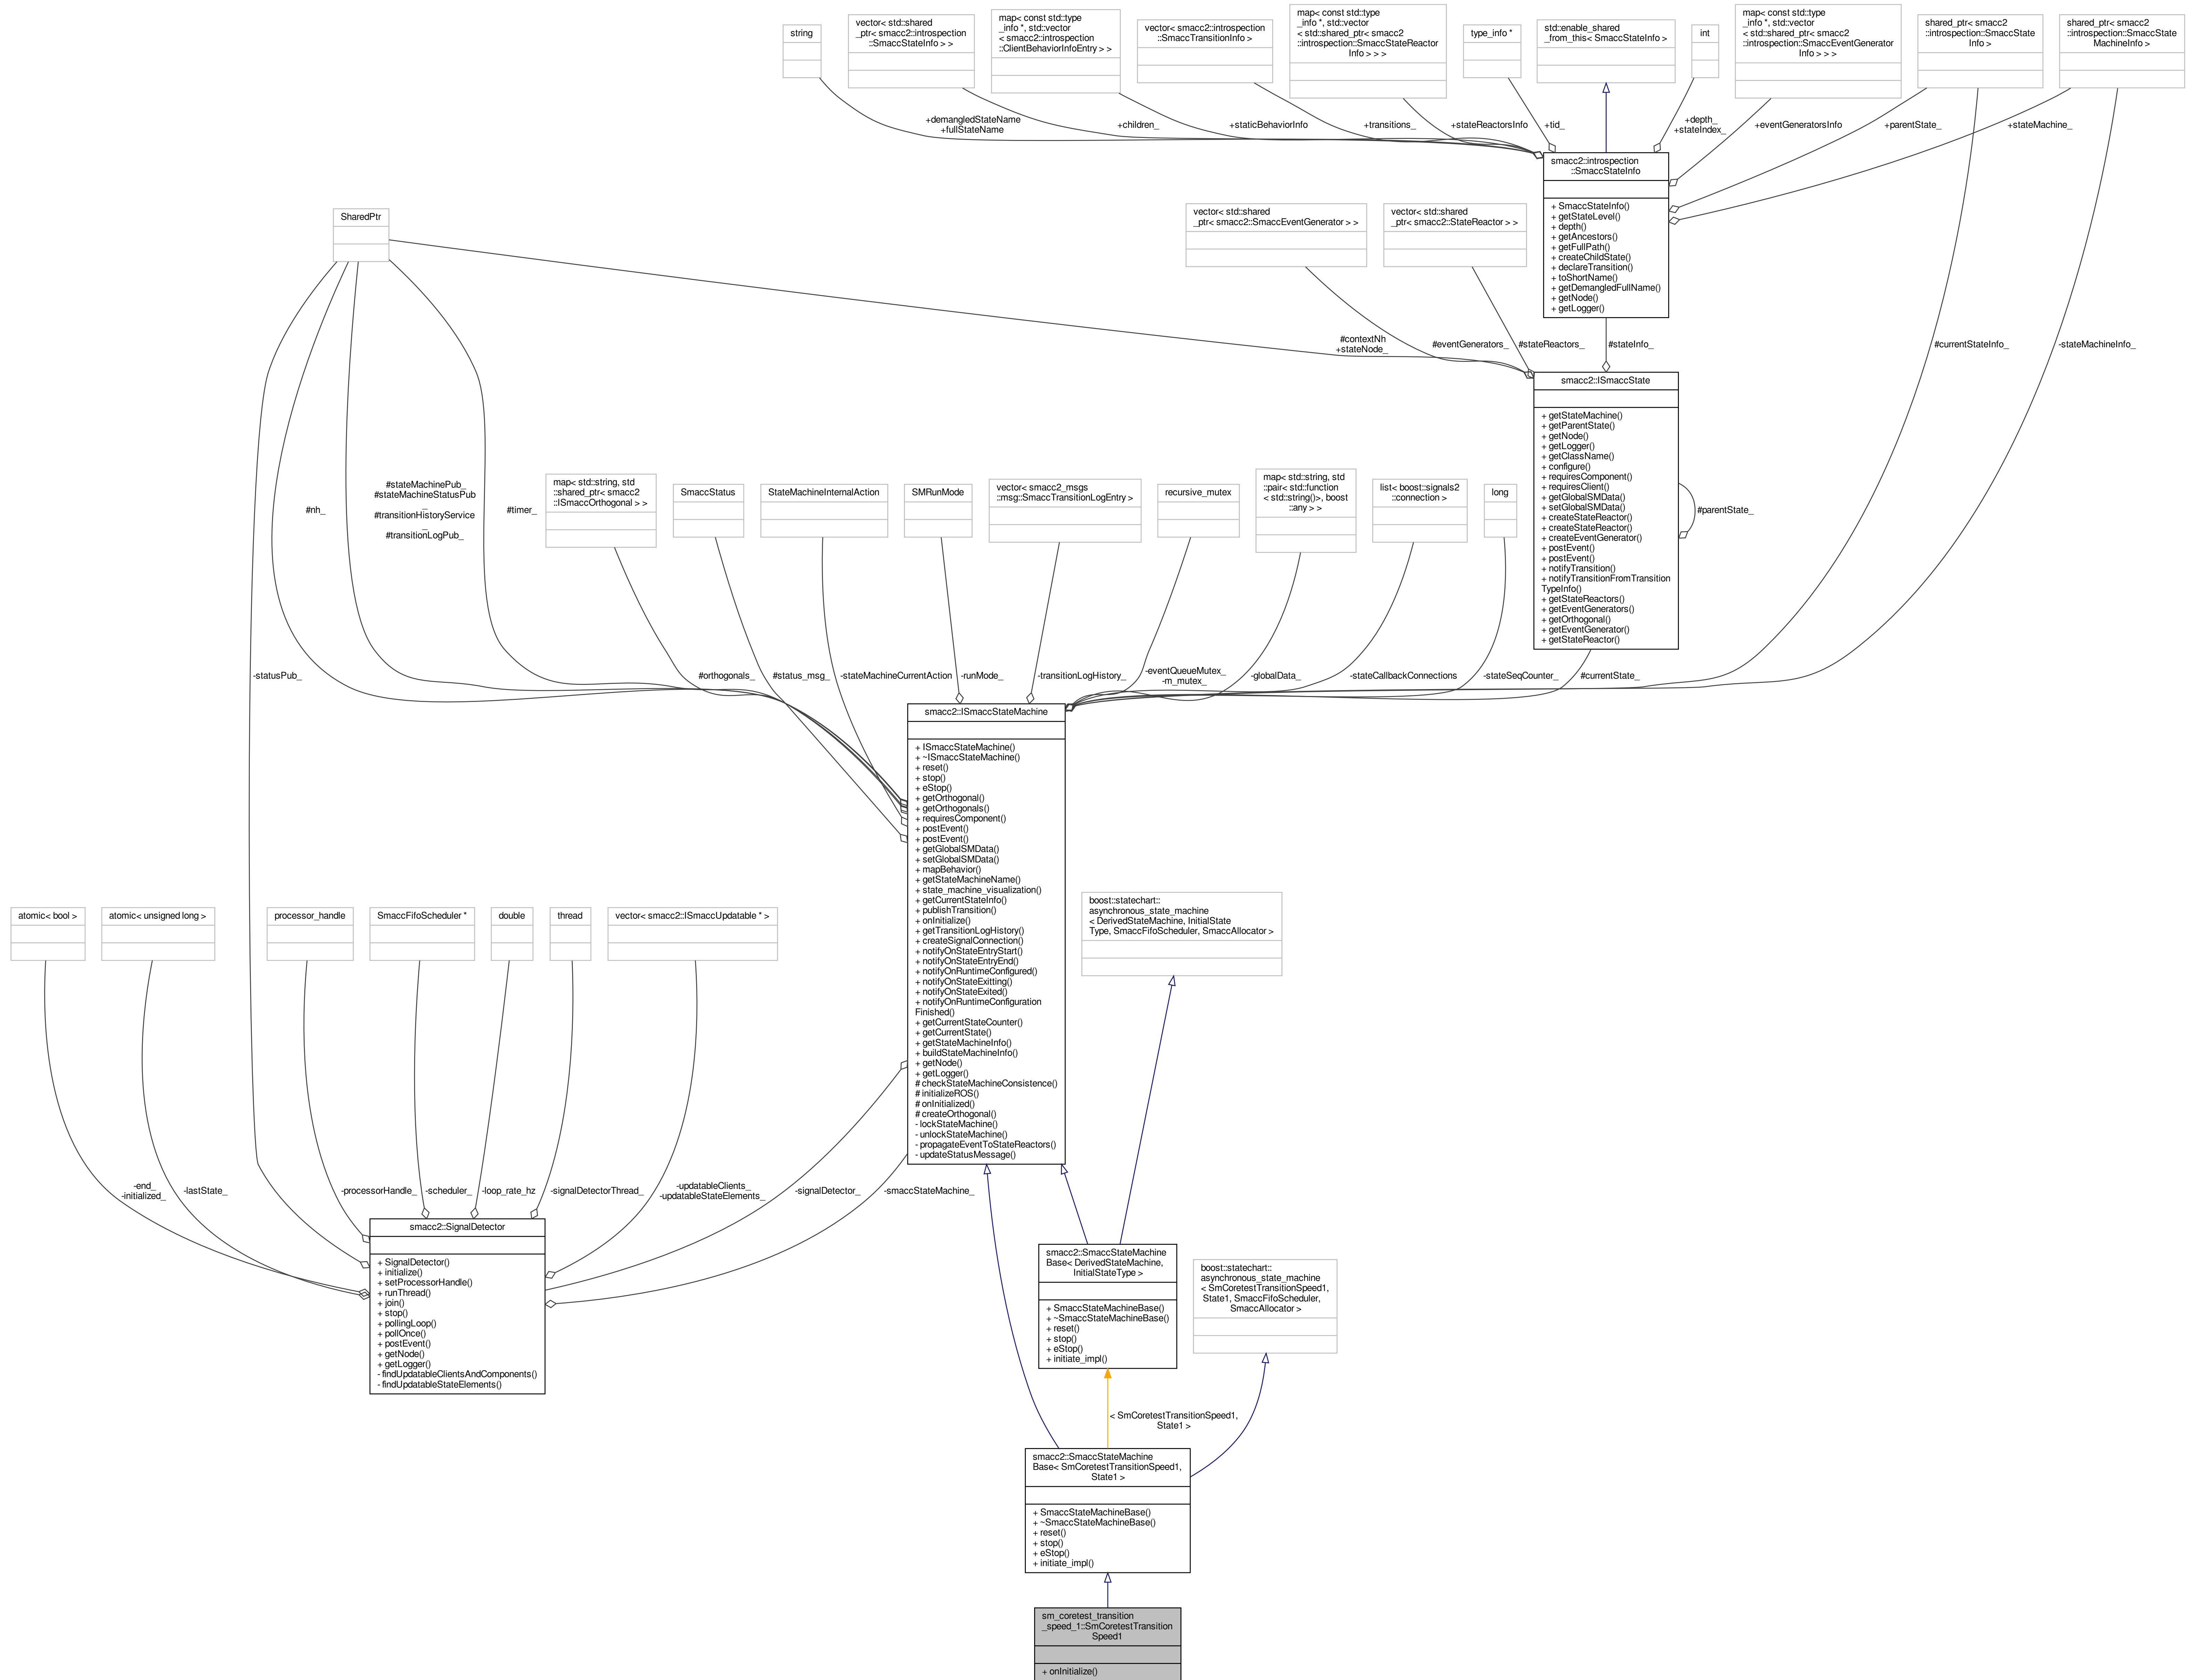 string
vector< std::shared
_ptr< smacc2::introspection
::SmaccStateInfo > >
map< const std::type
_info *, std::vector
< smacc2::introspection
::ClientBehaviorInfoEntry > >
vector< smacc2::introspection
::SmaccTransitionInfo >
map< const std::type
_info *, std::vector
< std::shared_ptr< smacc2
::introspection::SmaccStateReactor
Info > > >
type_info *
std::enable_shared
_from_this< SmaccStateInfo >
int
map< const std::type
_info *, std::vector
< std::shared_ptr< smacc2
::introspection::SmaccEventGenerator
Info > > >
shared_ptr< smacc2
::introspection::SmaccState
Info >
shared_ptr< smacc2
::introspection::SmaccState
MachineInfo >
+demangledStateName
+fullStateName
+children_
+staticBehaviorInfo
+transitions_
+stateReactorsInfo
+tid_
+depth_
+stateIndex_
+eventGeneratorsInfo
+parentState_
+stateMachine_
smacc2::introspection
::SmaccStateInfo
+ SmaccStateInfo()
+ getStateLevel()
+ depth()
+ getAncestors()
+ getFullPath()
+ createChildState()
+ declareTransition()
+ toShortName()
+ getDemangledFullName()
+ getNode()
+ getLogger()
SharedPtr
vector< std::shared
_ptr< smacc2::SmaccEventGenerator > >
vector< std::shared
_ptr< smacc2::StateReactor > >
#contextNh
+stateNode_
#eventGenerators_
#stateReactors_
#stateInfo_
#currentStateInfo_
-stateMachineInfo_
smacc2::ISmaccState
+ getStateMachine()
+ getParentState()
+ getNode()
+ getLogger()
+ getClassName()
+ configure()
+ requiresComponent()
+ requiresClient()
+ getGlobalSMData()
+ setGlobalSMData()
+ createStateReactor()
+ createStateReactor()
+ createEventGenerator()
+ postEvent()
+ postEvent()
+ notifyTransition()
+ notifyTransitionFromTransition
TypeInfo()
+ getStateReactors()
+ getEventGenerators()
+ getOrthogonal()
+ getEventGenerator()
+ getStateReactor()
#parentState_
#nh_
#stateMachinePub_
#stateMachineStatusPub
_
#transitionHistoryService
_
#transitionLogPub_
#timer_
map< std::string, std
::shared_ptr< smacc2
::ISmaccOrthogonal > >
SmaccStatus
StateMachineInternalAction
SMRunMode
vector< smacc2_msgs
::msg::SmaccTransitionLogEntry >
recursive_mutex
map< std::string, std
::pair< std::function
< std::string()>, boost
::any > >
list< boost::signals2
::connection >
long
-statusPub_
#orthogonals_
#status_msg_
-stateMachineCurrentAction
-runMode_
-transitionLogHistory_
-eventQueueMutex_
-m_mutex_
-globalData_
-stateCallbackConnections
-stateSeqCounter_
#currentState_
smacc2::ISmaccStateMachine
+ ISmaccStateMachine()
+ ~ISmaccStateMachine()
+ reset()
+ stop()
+ eStop()
+ getOrthogonal()
+ getOrthogonals()
+ requiresComponent()
+ postEvent()
+ postEvent()
+ getGlobalSMData()
+ setGlobalSMData()
+ mapBehavior()
+ getStateMachineName()
+ state_machine_visualization()
+ getCurrentStateInfo()
+ publishTransition()
+ onInitialize()
+ getTransitionLogHistory()
+ createSignalConnection()
+ notifyOnStateEntryStart()
+ notifyOnStateEntryEnd()
+ notifyOnRuntimeConfigured()
+ notifyOnStateExitting()
+ notifyOnStateExited()
+ notifyOnRuntimeConfiguration
Finished()
+ getCurrentStateCounter()
+ getCurrentState()
+ getStateMachineInfo()
+ buildStateMachineInfo()
+ getNode()
+ getLogger()
# checkStateMachineConsistence()
# initializeROS()
# onInitialized()
# createOrthogonal()
- lockStateMachine()
- unlockStateMachine()
- propagateEventToStateReactors()
- updateStatusMessage()
atomic< bool >
atomic< unsigned long >
processor_handle
SmaccFifoScheduler *
double
thread
vector< smacc2::ISmaccUpdatable * >
boost::statechart::
asynchronous_state_machine
< DerivedStateMachine, InitialState
Type, SmaccFifoScheduler, SmaccAllocator >
-end_
-initialized_
-lastState_
-processorHandle_
-scheduler_
-loop_rate_hz
-signalDetectorThread_
-updatableClients_
-updatableStateElements_
-signalDetector_
-smaccStateMachine_
smacc2::SignalDetector
+ SignalDetector()
+ initialize()
+ setProcessorHandle()
+ runThread()
+ join()
+ stop()
+ pollingLoop()
+ pollOnce()
+ postEvent()
+ getNode()
+ getLogger()
- findUpdatableClientsAndComponents()
- findUpdatableStateElements()
smacc2::SmaccStateMachine
Base< DerivedStateMachine,
InitialStateType >
+ SmaccStateMachineBase()
+ ~SmaccStateMachineBase()
+ reset()
+ stop()
+ eStop()
+ initiate_impl()
boost::statechart::
asynchronous_state_machine
< SmCoretestTransitionSpeed1,
State1, SmaccFifoScheduler,
SmaccAllocator >
< SmCoretestTransitionSpeed1,
State1 >
smacc2::SmaccStateMachine
Base< SmCoretestTransitionSpeed1,
State1 >
+ SmaccStateMachineBase()
+ ~SmaccStateMachineBase()
+ reset()
+ stop()
+ eStop()
+ initiate_impl()
sm_coretest_transition
_speed_1::SmCoretestTransition
Speed1
+ onInitialize()